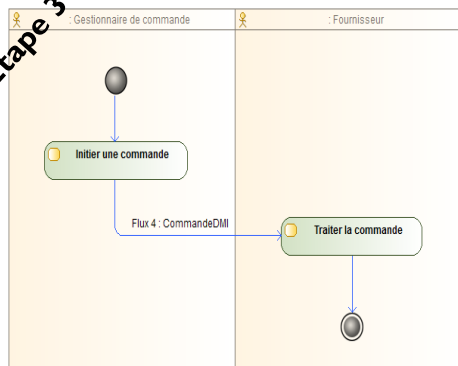 Etape 3
: Gestionnaire de commande
: Fournisseur
Initier une commande
Flux 4 : CommandeDMI
Traiter la commande